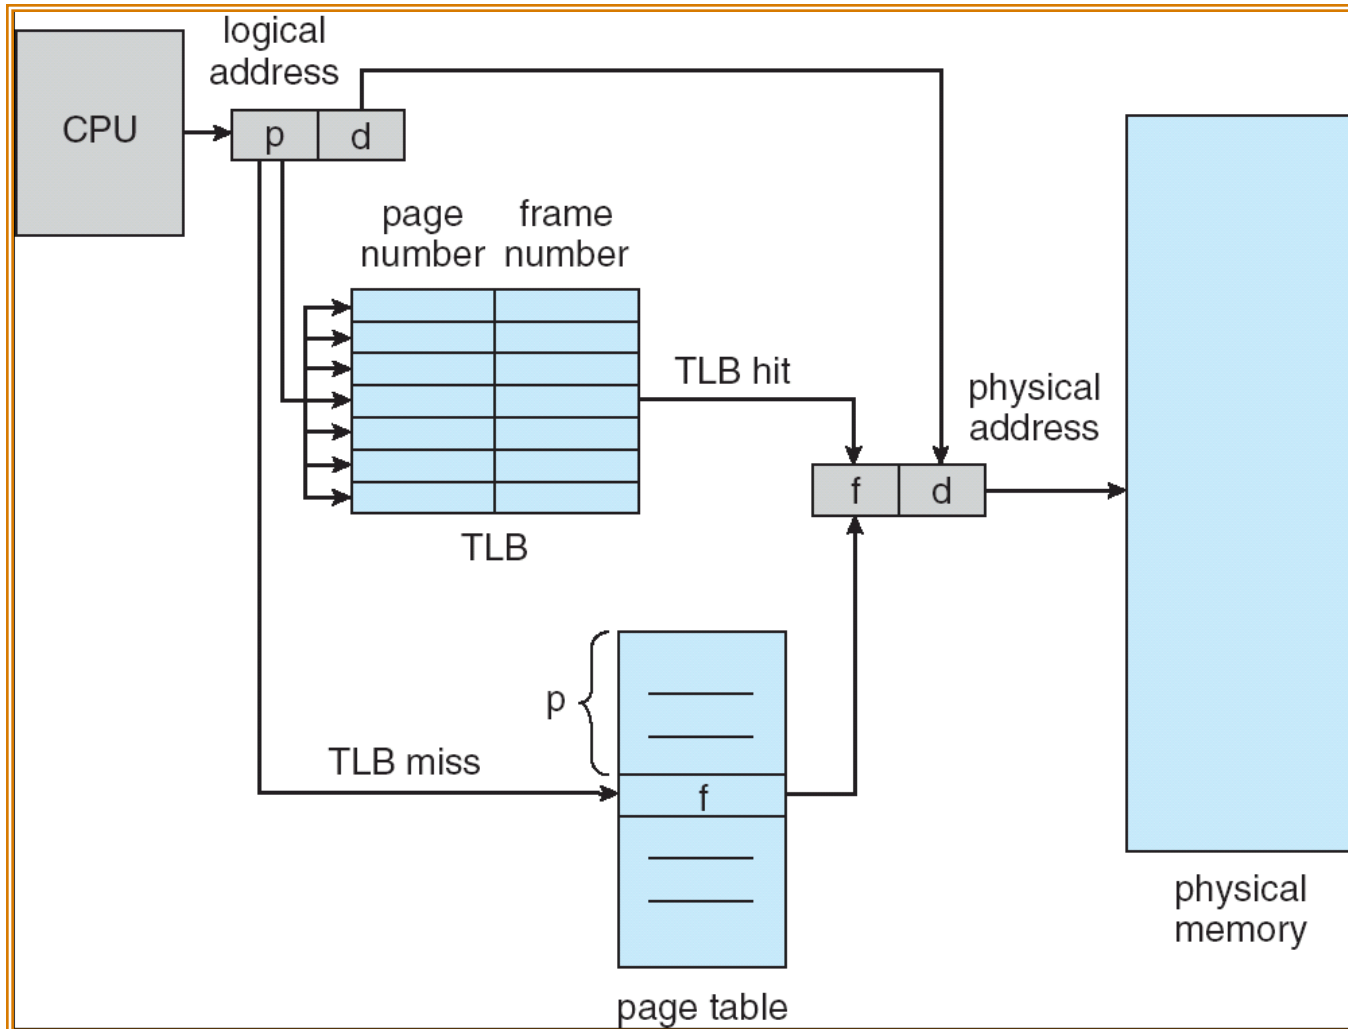 logical
address
CPU
p
d
page
number
frame
number
TLB hit
physical
address
f
d
TLB
p
TLB miss
f
physical
memory
page table